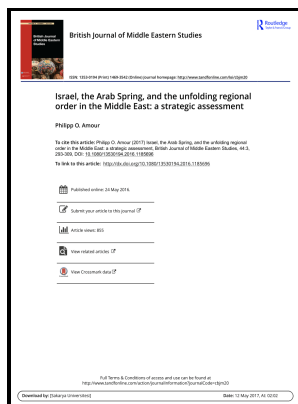 Routledge
British Journal of Middle Eastern Studies
ISSN: 1353-0194 (Print) 1469-3542 (Online) Journal homepage: http://www.tandfonline.com/loi/cbjm20
Israel, the Arab Spring, and the unfolding regional
order in the Middle East: a strategic assessment
Philipp O. Amour
To cite this article: Philipp O. Amour (2017) Israel, the Arab Spring, and the unfolding regional
order in the Middle East: a strategic assessment, British Journal of Middle Eastern Studies, 44:3,
293-309, DOI: 10.1080/13530194.2016.1185696
To link to this article: http://dx.doi.org/10.1080/13530194.2016.1185696
Published online: 24 May 2016.
Submit your article to this journal
Article views: 855
View related articles
View Crossmark data
Full Terms & Conditions of access and use can be found at
http://www.tandfonline.com/action/journalInformation?journalCode=cbjm20
Download by: [Sakarya Universitesi]
Date: 12 May 2017, At: 02:02